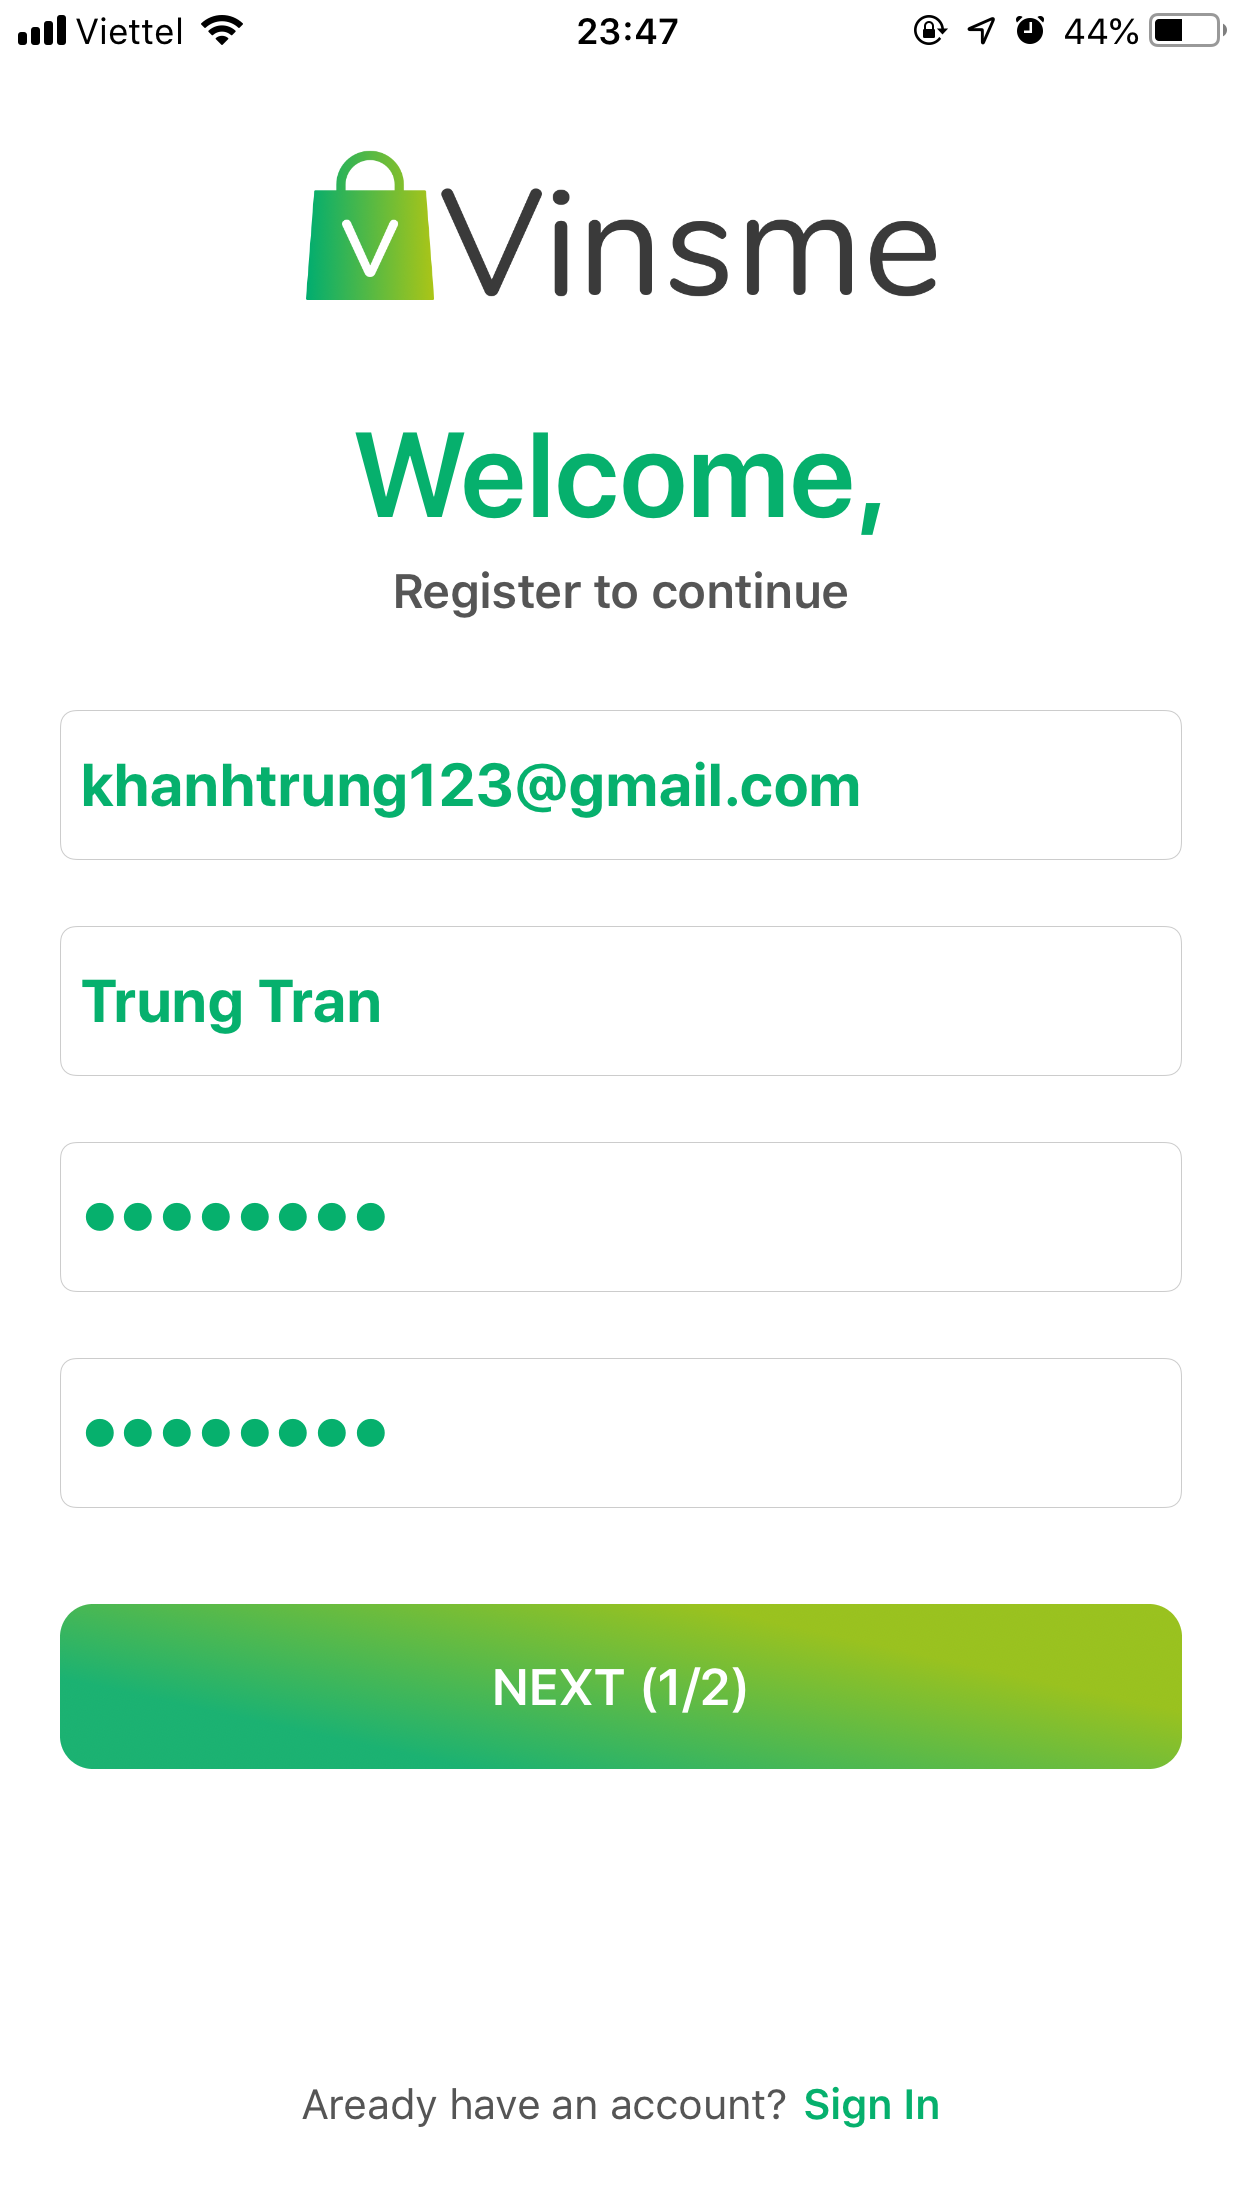 Viettel 23:47 44%
V Vinsme
Welcome,
Register to continue
khanhtrung123@gmail.com
Trung Tran
●●●●●●●●
●●●●●●●●
NEXT (1/2)
Aready have an account? Sign In